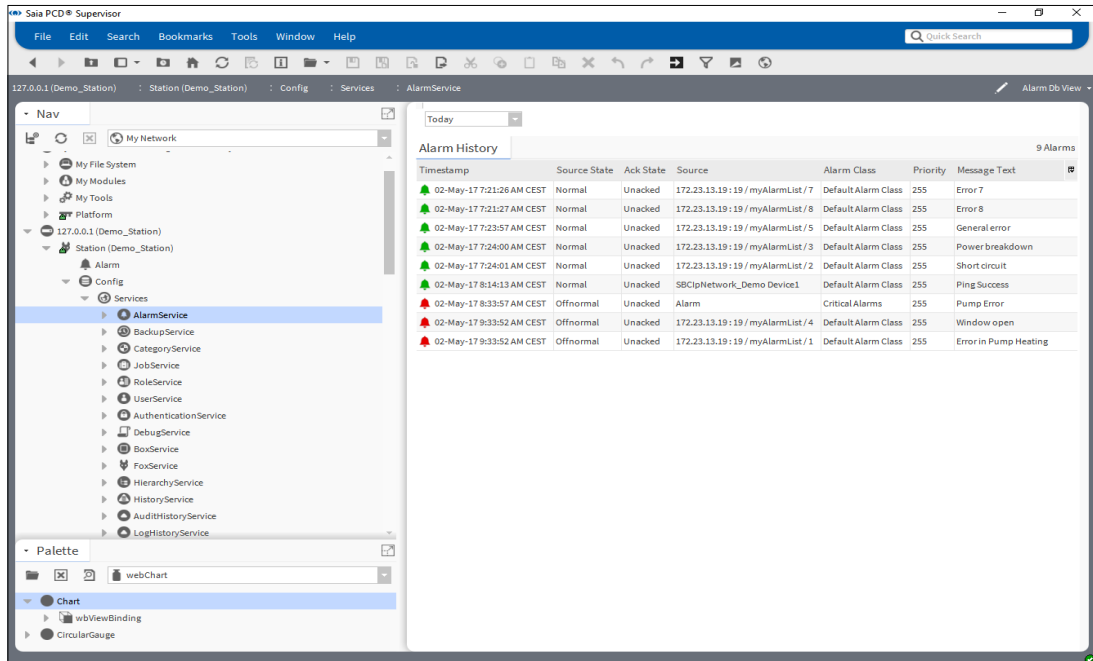 Saia PCD® Supervisor
File Edit Search Bookmarks Tools Window Help
Quick Search
127.0.0.1 (Demo_Station) : Station (Demo_Station) : Config : Services : AlarmService
Alarm Db View
Nav
My Network
My File System
My Modules
My Tools
Platform
127.0.0.1 (Demo_Station)
Station (Demo_Station)
Alarm
Config
Services
AlarmService
BackupService
CategoryService
JobService
RoleService
UserService
AuthenticationService
DebugService
BoxService
FoxService
HierarchyService
HistoryService
AuditHistoryService
LogHistoryService
Palette
webChart
Chart
wbViewBinding
CircularGauge
Today
Alarm History 9 Alarms
Timestamp Source State Ack State Source Alarm Class Priority Message Text
02-May-17 7:21:26 AM CEST Normal Unacked 172.23.13.19 : 19 / myAlarmList / 7 Default Alarm Class 255 Error 7
02-May-17 7:21:27 AM CEST Normal Unacked 172.23.13.19 : 19 / myAlarmList / 8 Default Alarm Class 255 Error 8
02-May-17 7:23:57 AM CEST Normal Unacked 172.23.13.19 : 19 / myAlarmList / 5 Default Alarm Class 255 General error
02-May-17 7:24:00 AM CEST Normal Unacked 172.23.13.19 : 19 / myAlarmList / 3 Default Alarm Class 255 Power breakdown
02-May-17 7:24:01 AM CEST Normal Unacked 172.23.13.19 : 19 / myAlarmList / 2 Default Alarm Class 255 Short circuit
02-May-17 8:14:13 AM CEST Normal Unacked SBCIpNetwork_Demo Device1 Default Alarm Class 255 Ping Success
02-May-17 8:33:57 AM CEST Offnormal Unacked Alarm Critical Alarms 255 Pump Error
02-May-17 9:33:52 AM CEST Offnormal Unacked 172.23.13.19 : 19 / myAlarmList / 4 Default Alarm Class 255 Window open
02-May-17 9:33:52 AM CEST Offnormal Unacked 172.23.13.19 : 19 / myAlarmList / 1 Default Alarm Class 255 Error in Pump Heating